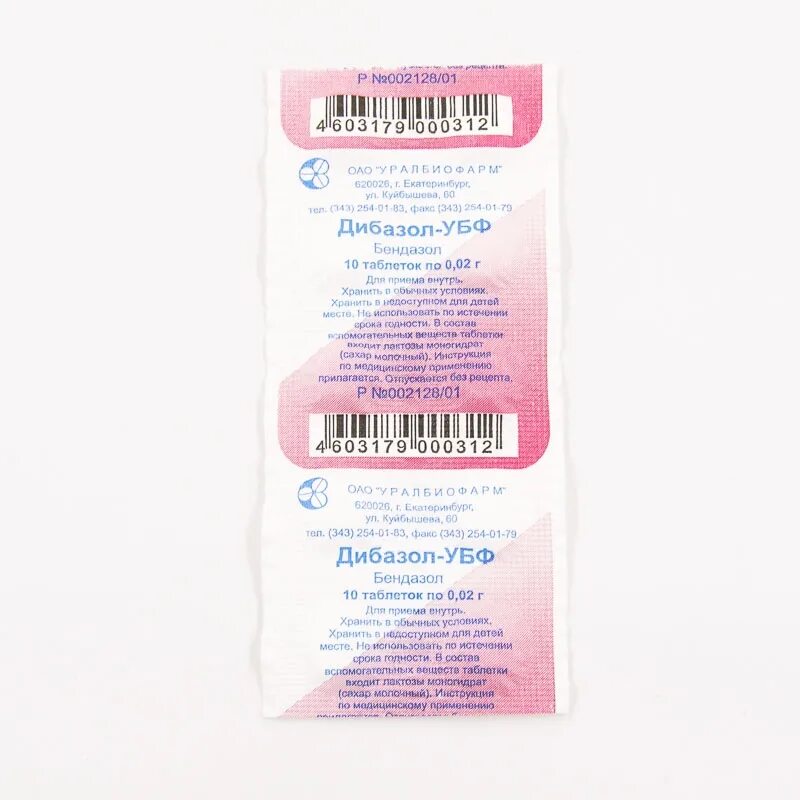 без рецепта.
Р №002128/01
4 603179 000312
ОАО "УРАЛБИОФАРМ"
620026, г. Екатеринбург,
ул. Куйбышева, 60
тел. (343) 254-01-83, факс (343) 254-01-79
Дибазол-УБФ
Бендазол
10 таблеток по 0,02 г
Для приема внутрь.
Хранить в обычных условиях.
Хранить в недоступном для детей
месте. Не использовать по истечении
срока годности. В состав
вспомогательных веществ таблетки
входит лактозы моногидрат
(сахар молочный). Инструкция
по медицинскому применению
прилагается. Отпускается без рецепта.
Р №002128/01
4 603179 000312
ОАО "УРАЛБИОФАРМ"
620026, г. Екатеринбург,
ул. Куйбышева, 60
тел. (343) 254-01-83, факс (343) 254-01-79
Дибазол-УБФ
Бендазол
10 таблеток по 0,02 г
Для приема внутрь.
Хранить в обычных условиях.
Хранить в недоступном для детей
месте. Не использовать по истечении
срока годности. В состав
вспомогательных веществ таблетки
входит лактозы моногидрат
(сахар молочный). Инструкция
по медицинскому применению